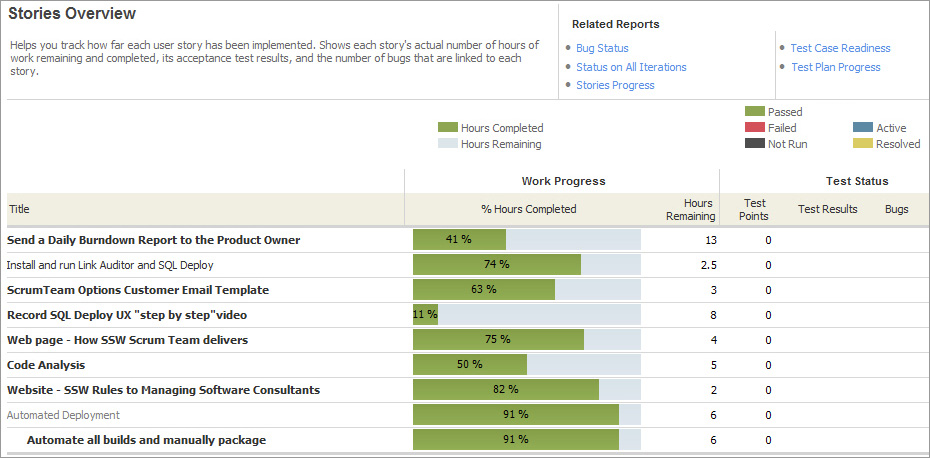 Stories Overview
Helps you track how far each user story has been implemented. Shows each story's actual number of hours of
work remaining and completed, its acceptance test results, and the number of bugs that are linked to each
story.
Related Reports
Bug Status
Status on All Iterations
Stories Progress
Test Case Readiness
Test Plan Progress
Hours Completed
Hours Remaining
Passed
Failed
Not Run
Active
Resolved
Work Progress
Test Status
Title
% Hours Completed
Hours
Remaining
Test
Points
Test Results
Bugs
Send a Daily Burndown Report to the Product Owner 41 % 13 0
Install and run Link Auditor and SQL Deploy 74 % 2.5 0
ScrumTeam Options Customer Email Template 63 % 3 0
Record SQL Deploy UX "step by step"video 11 % 8 0
Web page - How SSW Scrum Team delivers 75 % 4 0
Code Analysis 50 % 5 0
Website - SSW Rules to Managing Software Consultants 82 % 2 0
Automated Deployment 91 % 6 0
Automate all builds and manually package 91 % 6 0